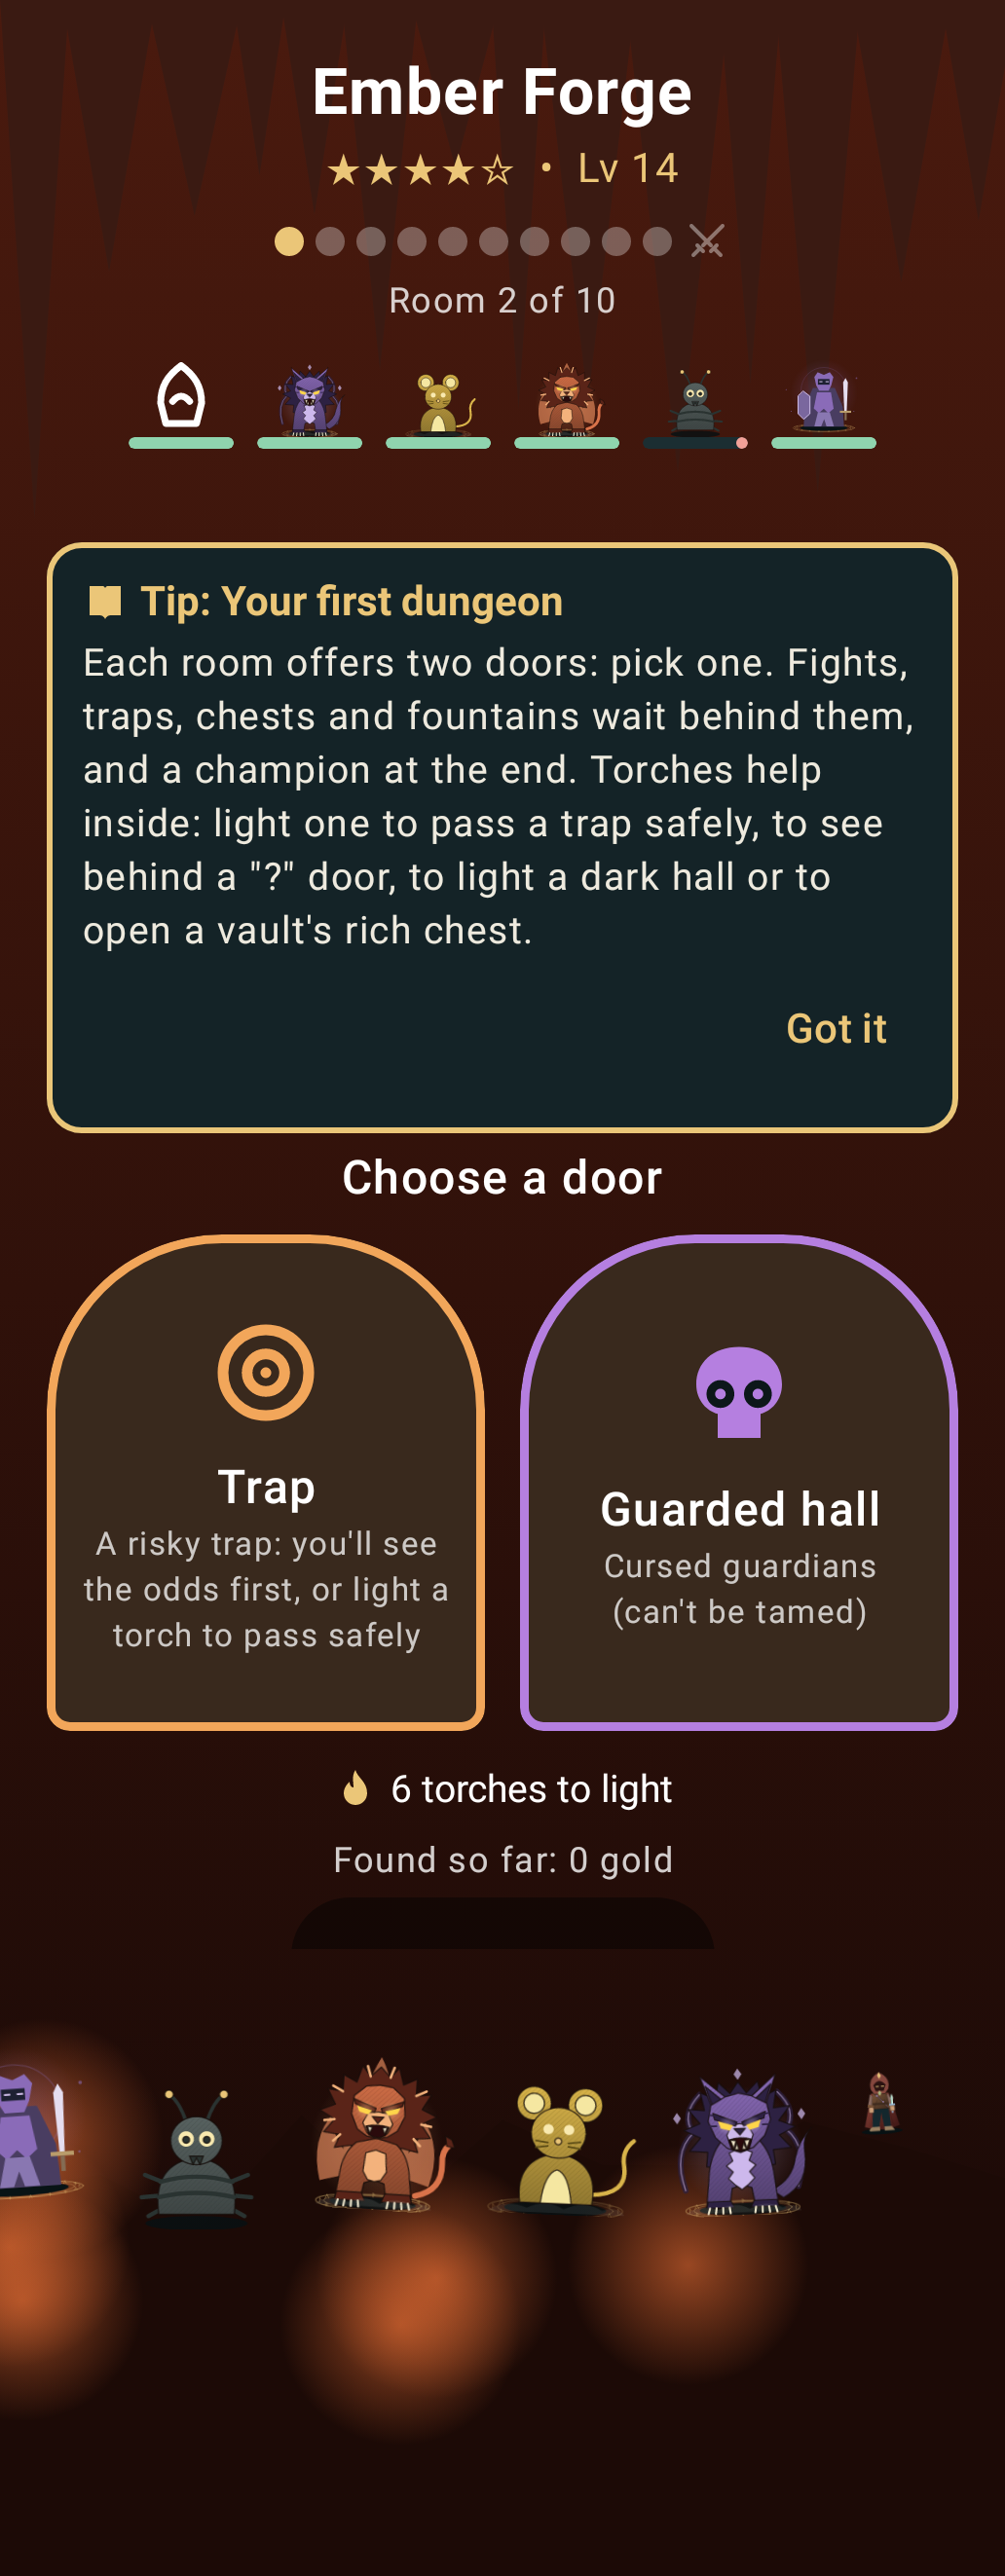 Ember Forge
★★★★☆ • Lv 14
Room 2 of 10
Tip: Your first dungeon
Each room offers two doors: pick one. Fights,
traps, chests and fountains wait behind them,
and a champion at the end. Torches help
inside: light one to pass a trap safely, to see
behind a "?" door, to light a dark hall or to
open a vault's rich chest.
Got it
Choose a door
Trap
A risky trap: you'll see
the odds first, or light a
torch to pass safely
Guarded hall
Cursed guardians
(can't be tamed)
6 torches to light
Found so far: 0 gold